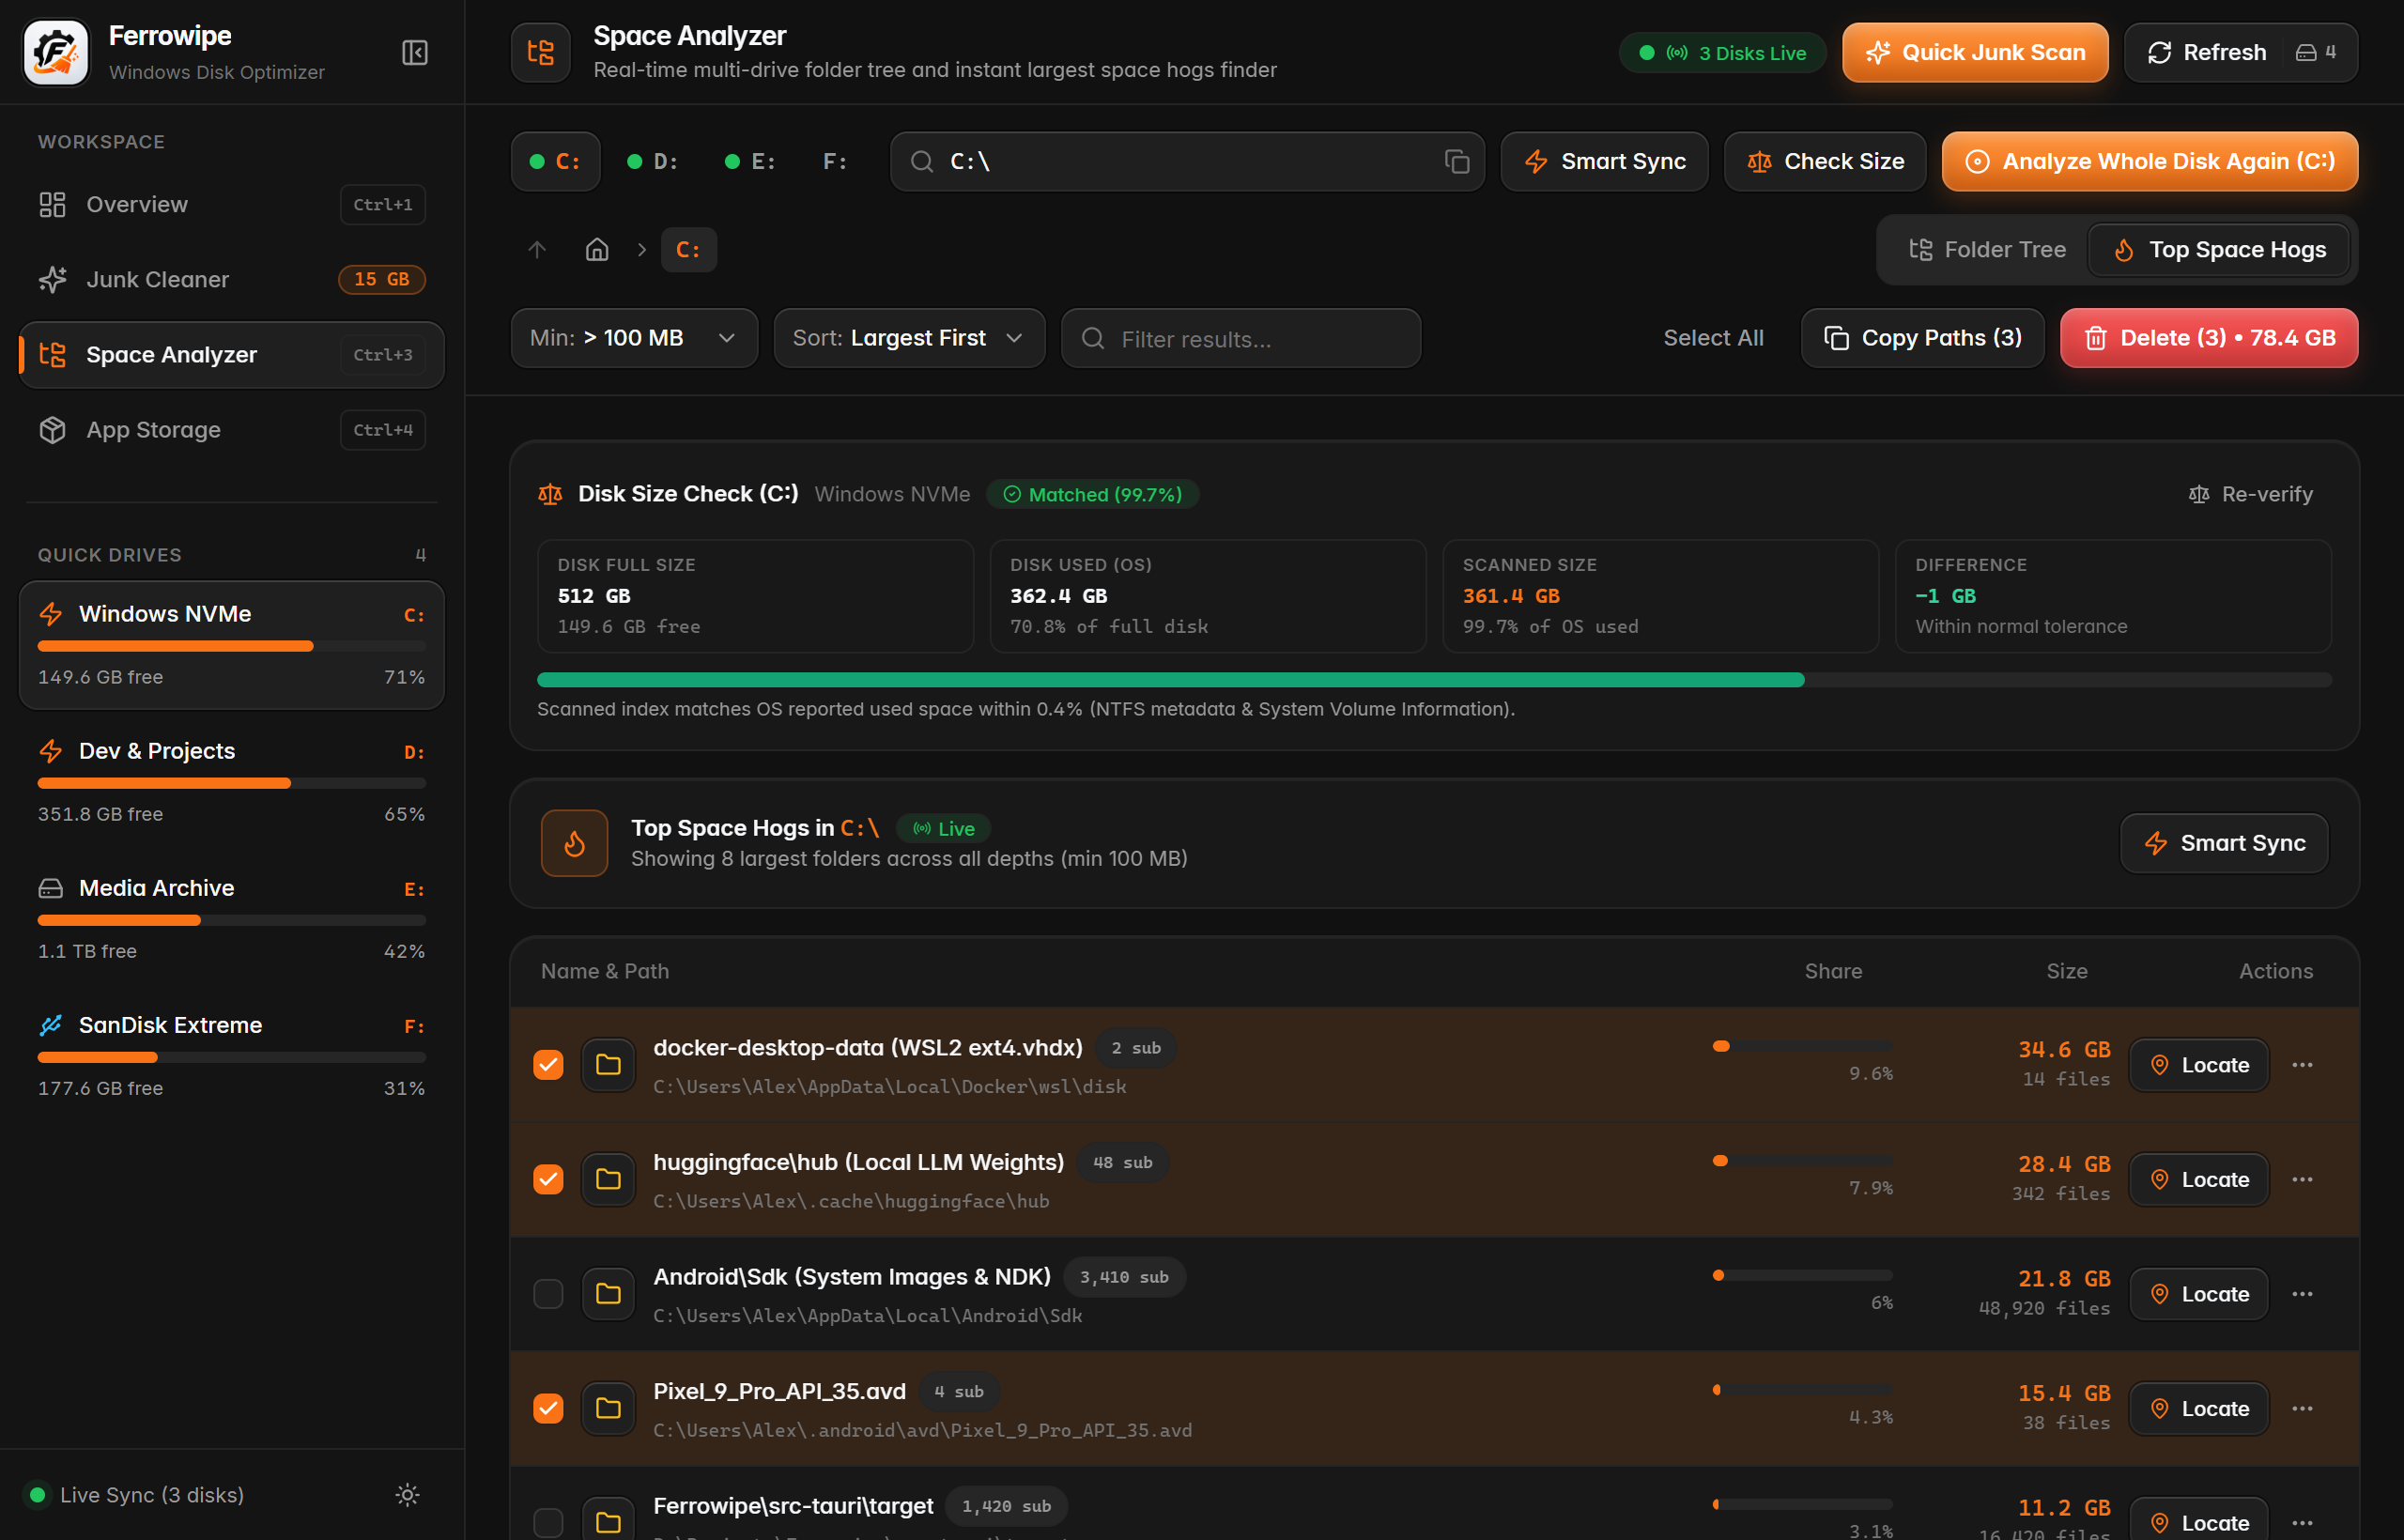 Ferrowipe
Windows Disk Optimizer
WORKSPACE
Overview Ctrl+1
Junk Cleaner 15 GB
Space Analyzer Ctrl+3
App Storage Ctrl+4
QUICK DRIVES 4
Windows NVMe C:
149.6 GB free 71%
Dev & Projects D:
351.8 GB free 65%
Media Archive E:
1.1 TB free 42%
SanDisk Extreme F:
177.6 GB free 31%
Live Sync (3 disks)
Space Analyzer
Real-time multi-drive folder tree and instant largest space hogs finder
3 Disks Live
Quick Junk Scan
Refresh 4
C: D: E: F:
C:\
Smart Sync
Check Size
Analyze Whole Disk Again (C:)
C:
Folder Tree
Top Space Hogs
Min: > 100 MB
Sort: Largest First
Filter results...
Select All
Copy Paths (3)
Delete (3) • 78.4 GB
Disk Size Check (C:) Windows NVMe Matched (99.7%)
Re-verify
DISK FULL SIZE
512 GB
149.6 GB free
DISK USED (OS)
362.4 GB
70.8% of full disk
SCANNED SIZE
361.4 GB
99.7% of OS used
DIFFERENCE
−1 GB
Within normal tolerance
Scanned index matches OS reported used space within 0.4% (NTFS metadata & System Volume Information).
Top Space Hogs in C:\ Live
Showing 8 largest folders across all depths (min 100 MB)
Smart Sync
Name & Path Share Size Actions
docker-desktop-data (WSL2 ext4.vhdx) 2 sub
C:\Users\Alex\AppData\Local\Docker\wsl\disk
9.6%
34.6 GB
14 files
Locate
huggingface\hub (Local LLM Weights) 48 sub
C:\Users\Alex\.cache\huggingface\hub
7.9%
28.4 GB
342 files
Locate
Android\Sdk (System Images & NDK) 3,410 sub
C:\Users\Alex\AppData\Local\Android\Sdk
6%
21.8 GB
48,920 files
Locate
Pixel_9_Pro_API_35.avd 4 sub
C:\Users\Alex\.android\avd\Pixel_9_Pro_API_35.avd
4.3%
15.4 GB
38 files
Locate
Ferrowipe\src-tauri\target 1,420 sub
3.1%
11.2 GB
16,420 files
Locate